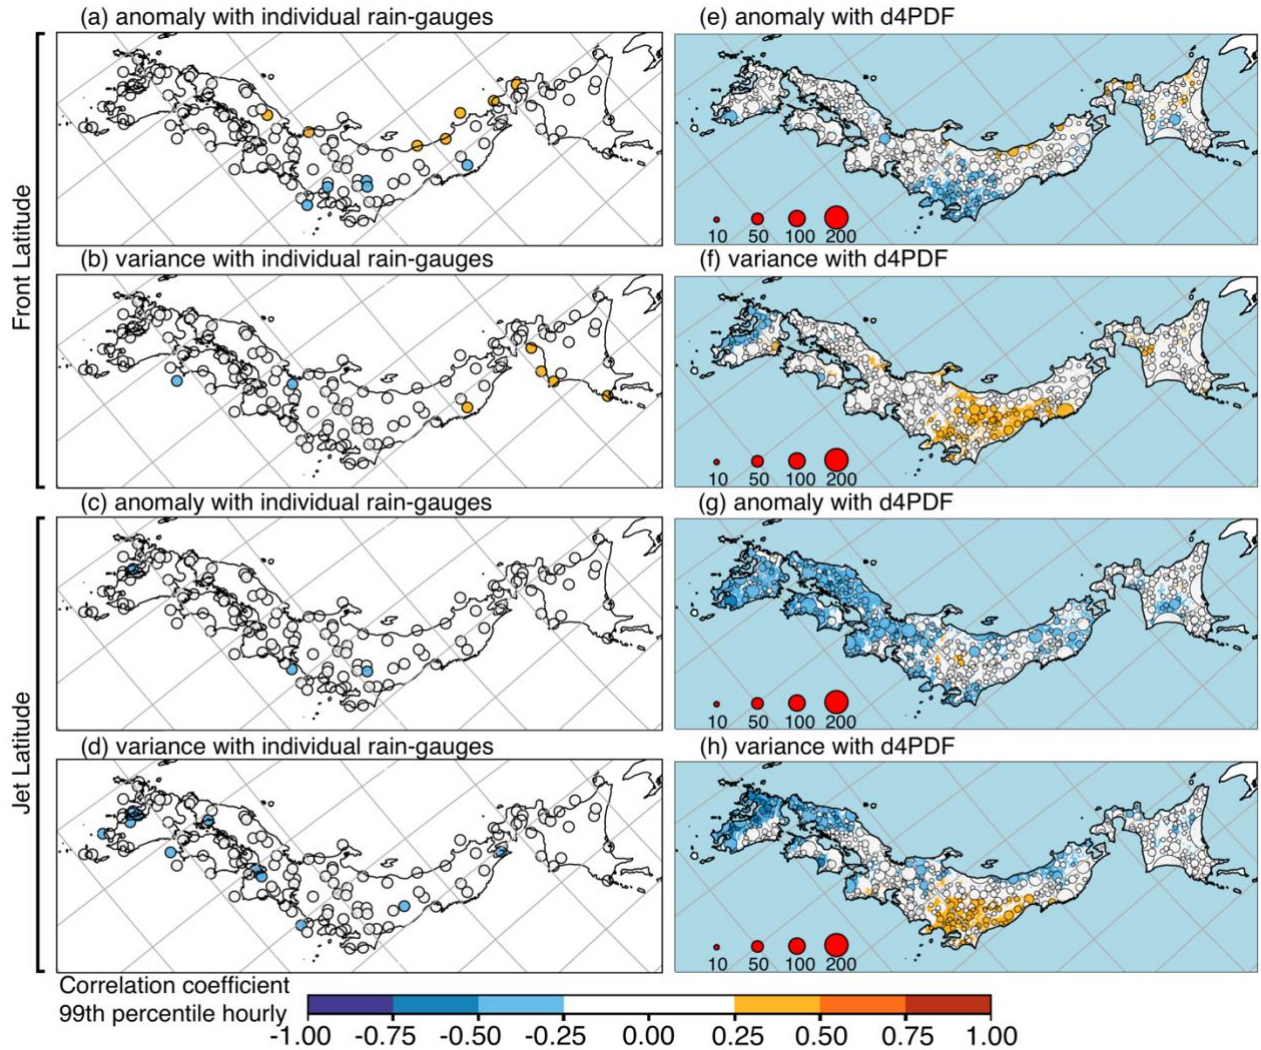 (a) anomaly with individual rain-gauges
(e) anomaly with d4PDF
10 50 100 200
(b) variance with individual rain-gauges
(f) variance with d4PDF
10 50 100 200
Front Latitude
(c) anomaly with individual rain-gauges
(g) anomaly with d4PDF
10 50 100 200
(d) variance with individual rain-gauges
(h) variance with d4PDF
10 50 100 200
Jet Latitude
Correlation coefficient
99th percentile hourly
-1.00 -0.75 -0.50 -0.25 0.00 0.25 0.50 0.75 1.00